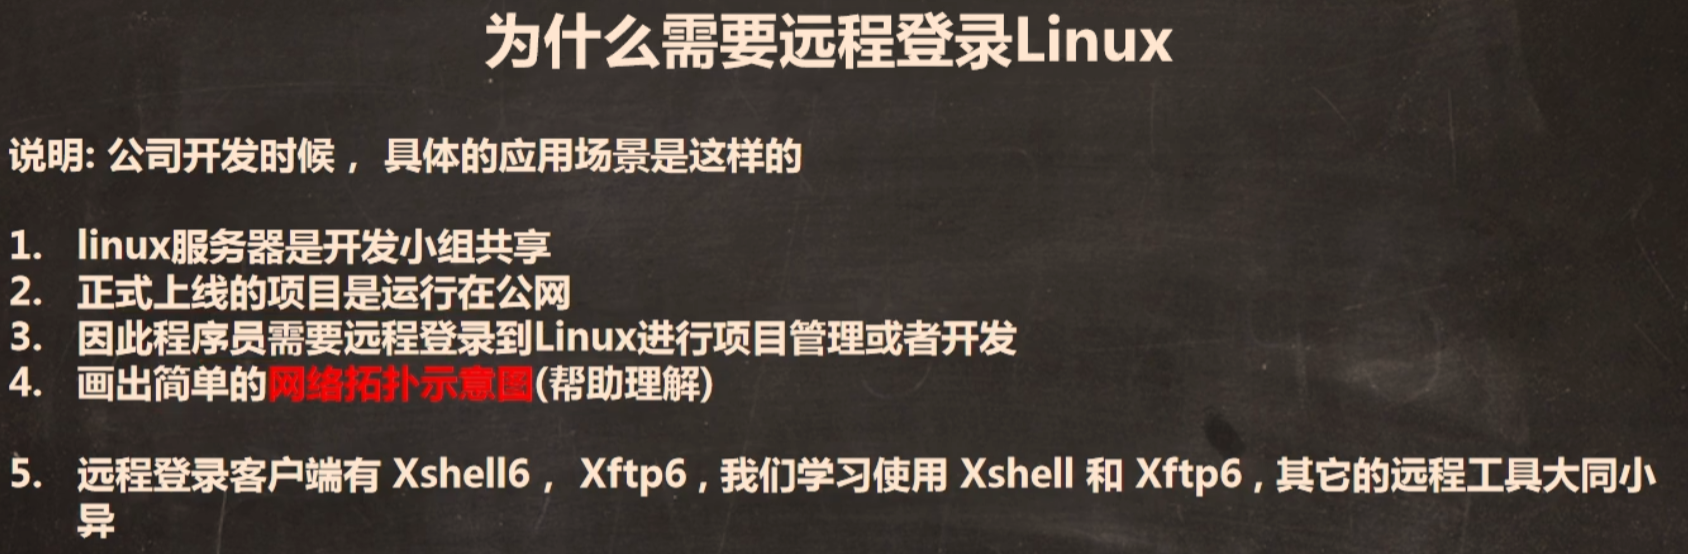 为什么需要远程登录Linux
说明: 公司开发时候， 具体的应用场景是这样的
1. linux服务器是开发小组共享
2. 正式上线的项目是运行在公网
3. 因此程序员需要远程登录到Linux进行项目管理或者开发
4. 画出简单的网络拓扑示意图(帮助理解)
5. 远程登录客户端有 Xshell6， Xftp6 , 我们学习使用 Xshell 和 Xftp6 , 其它的远程工具大同小
异